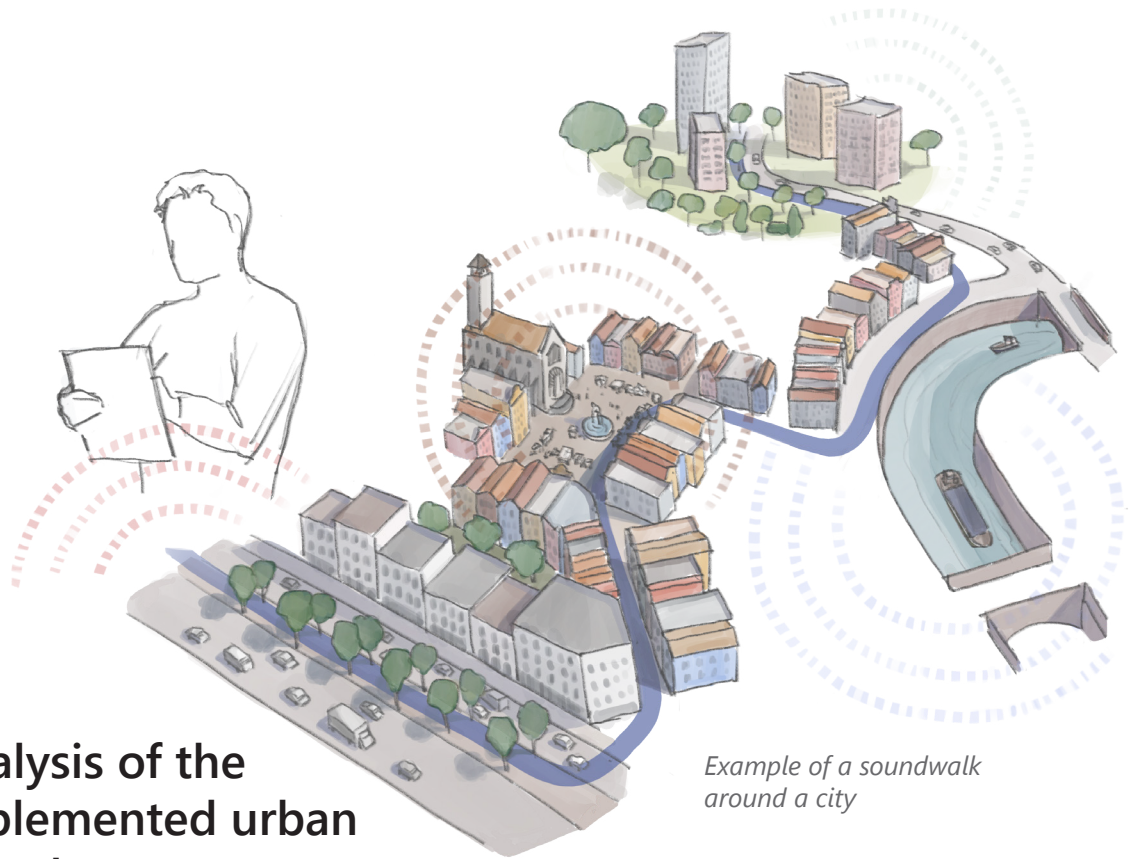 alysis of the
plemented urban
Example of a soundwalk
around a city